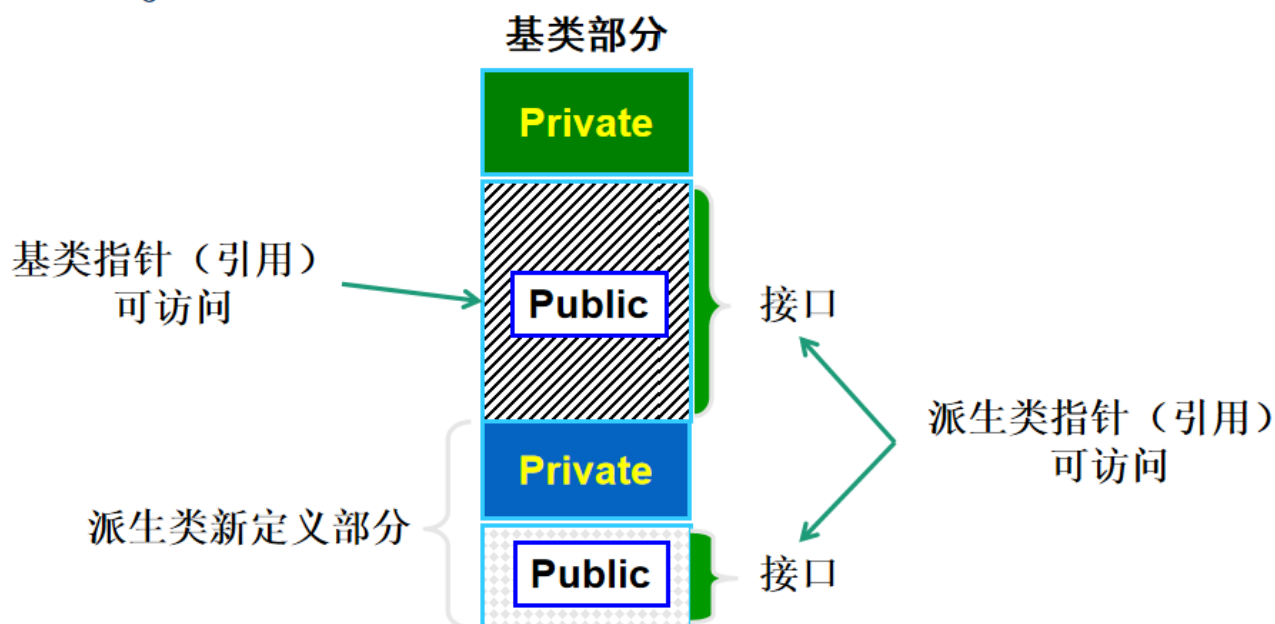 基类部分
Private
基类指针（引用）
可访问
Public
接口
派生类指针（引用）
可访问
Private
派生类新定义部分
Public
接口